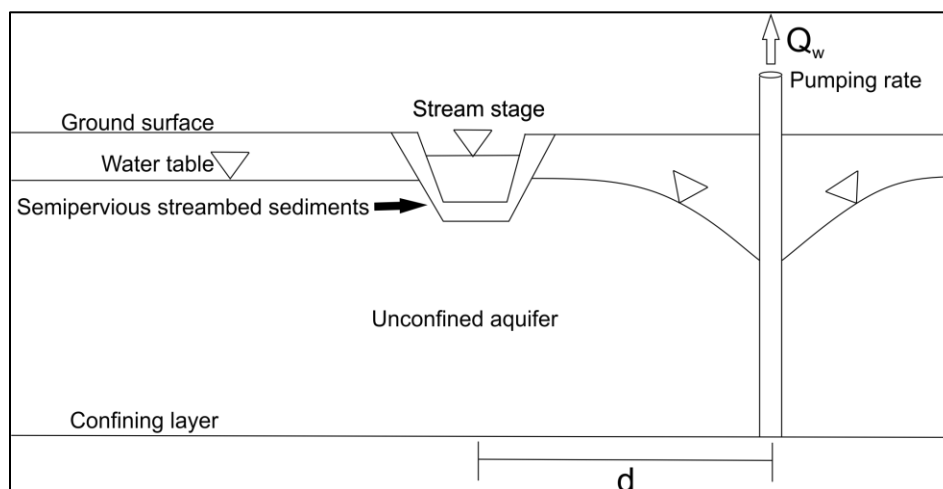 Q_w
Pumping rate
Stream stage
Ground surface
Water table
Semipervious streambed sediments
Unconfined aquifer
Confining layer
d